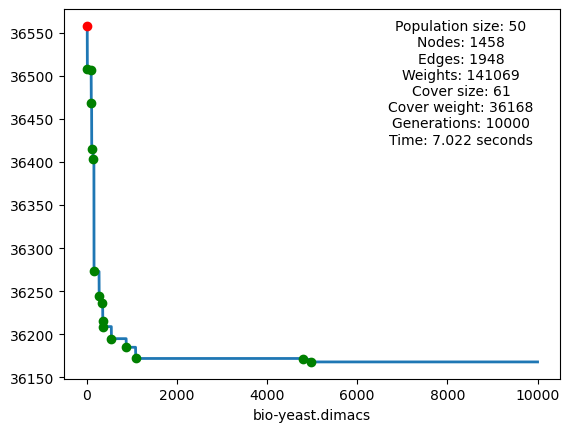 Population size: 50
Nodes: 1458
Edges: 1948
Weights: 141069
Cover size: 61
Cover weight: 36168
Generations: 10000
Time: 7.022 seconds
36550
36500
36450
36400
36350
36300
36250
36200
36150
0 2000 4000 6000 8000 10000
bio-yeast.dimacs